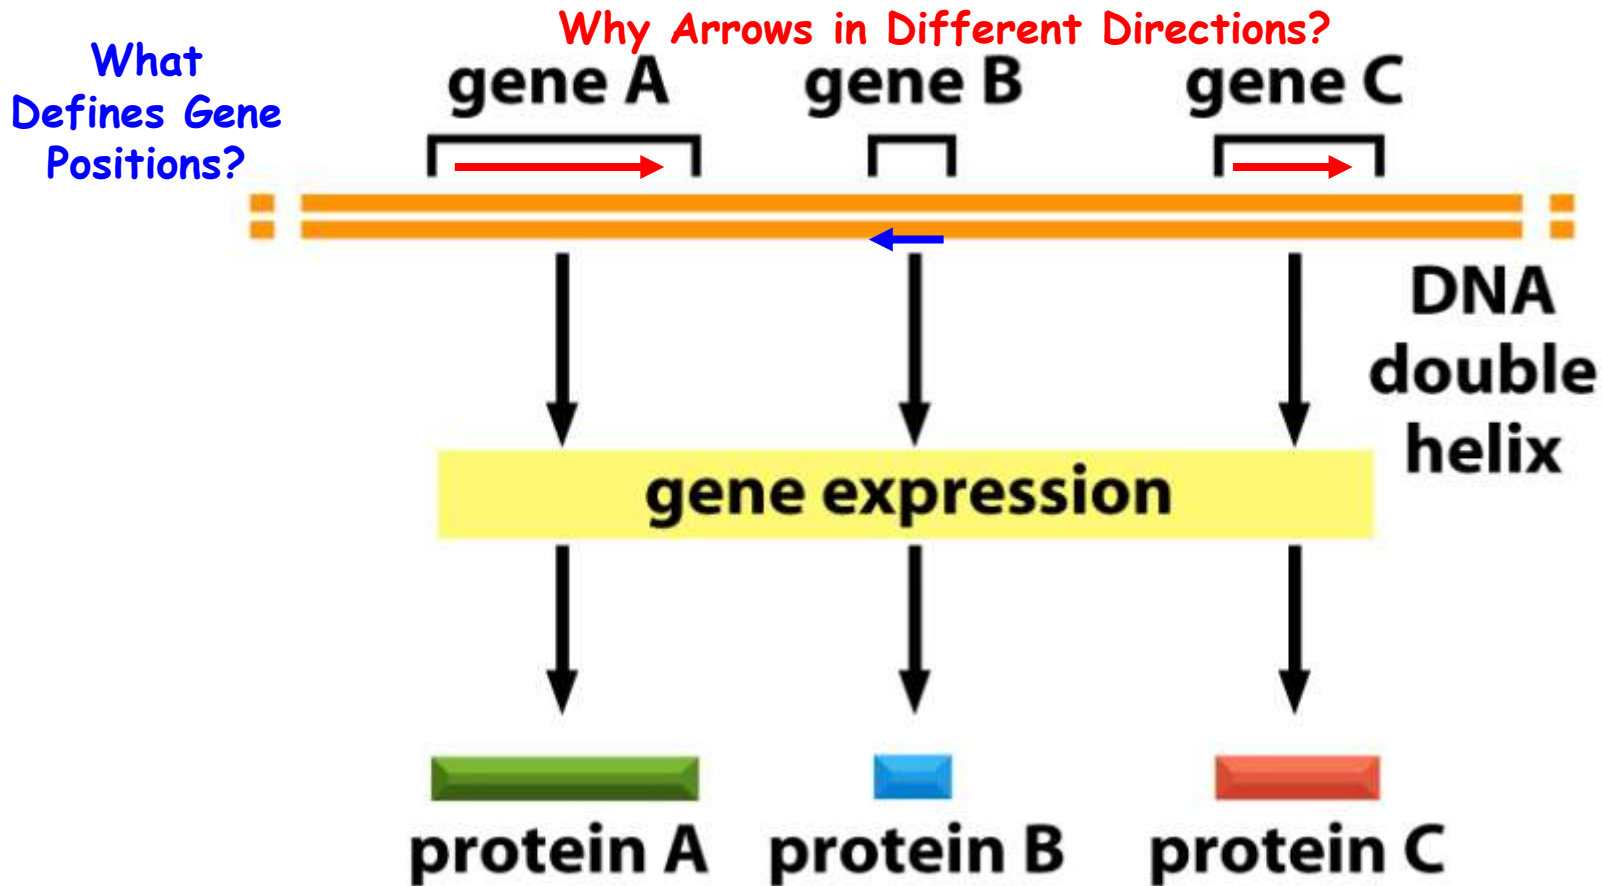 Why Arrows in Different Directions?
What
Defines Gene
Positions?
gene A
gene B
gene C
DNA
double
helix
gene expression
protein A
protein B
protein C